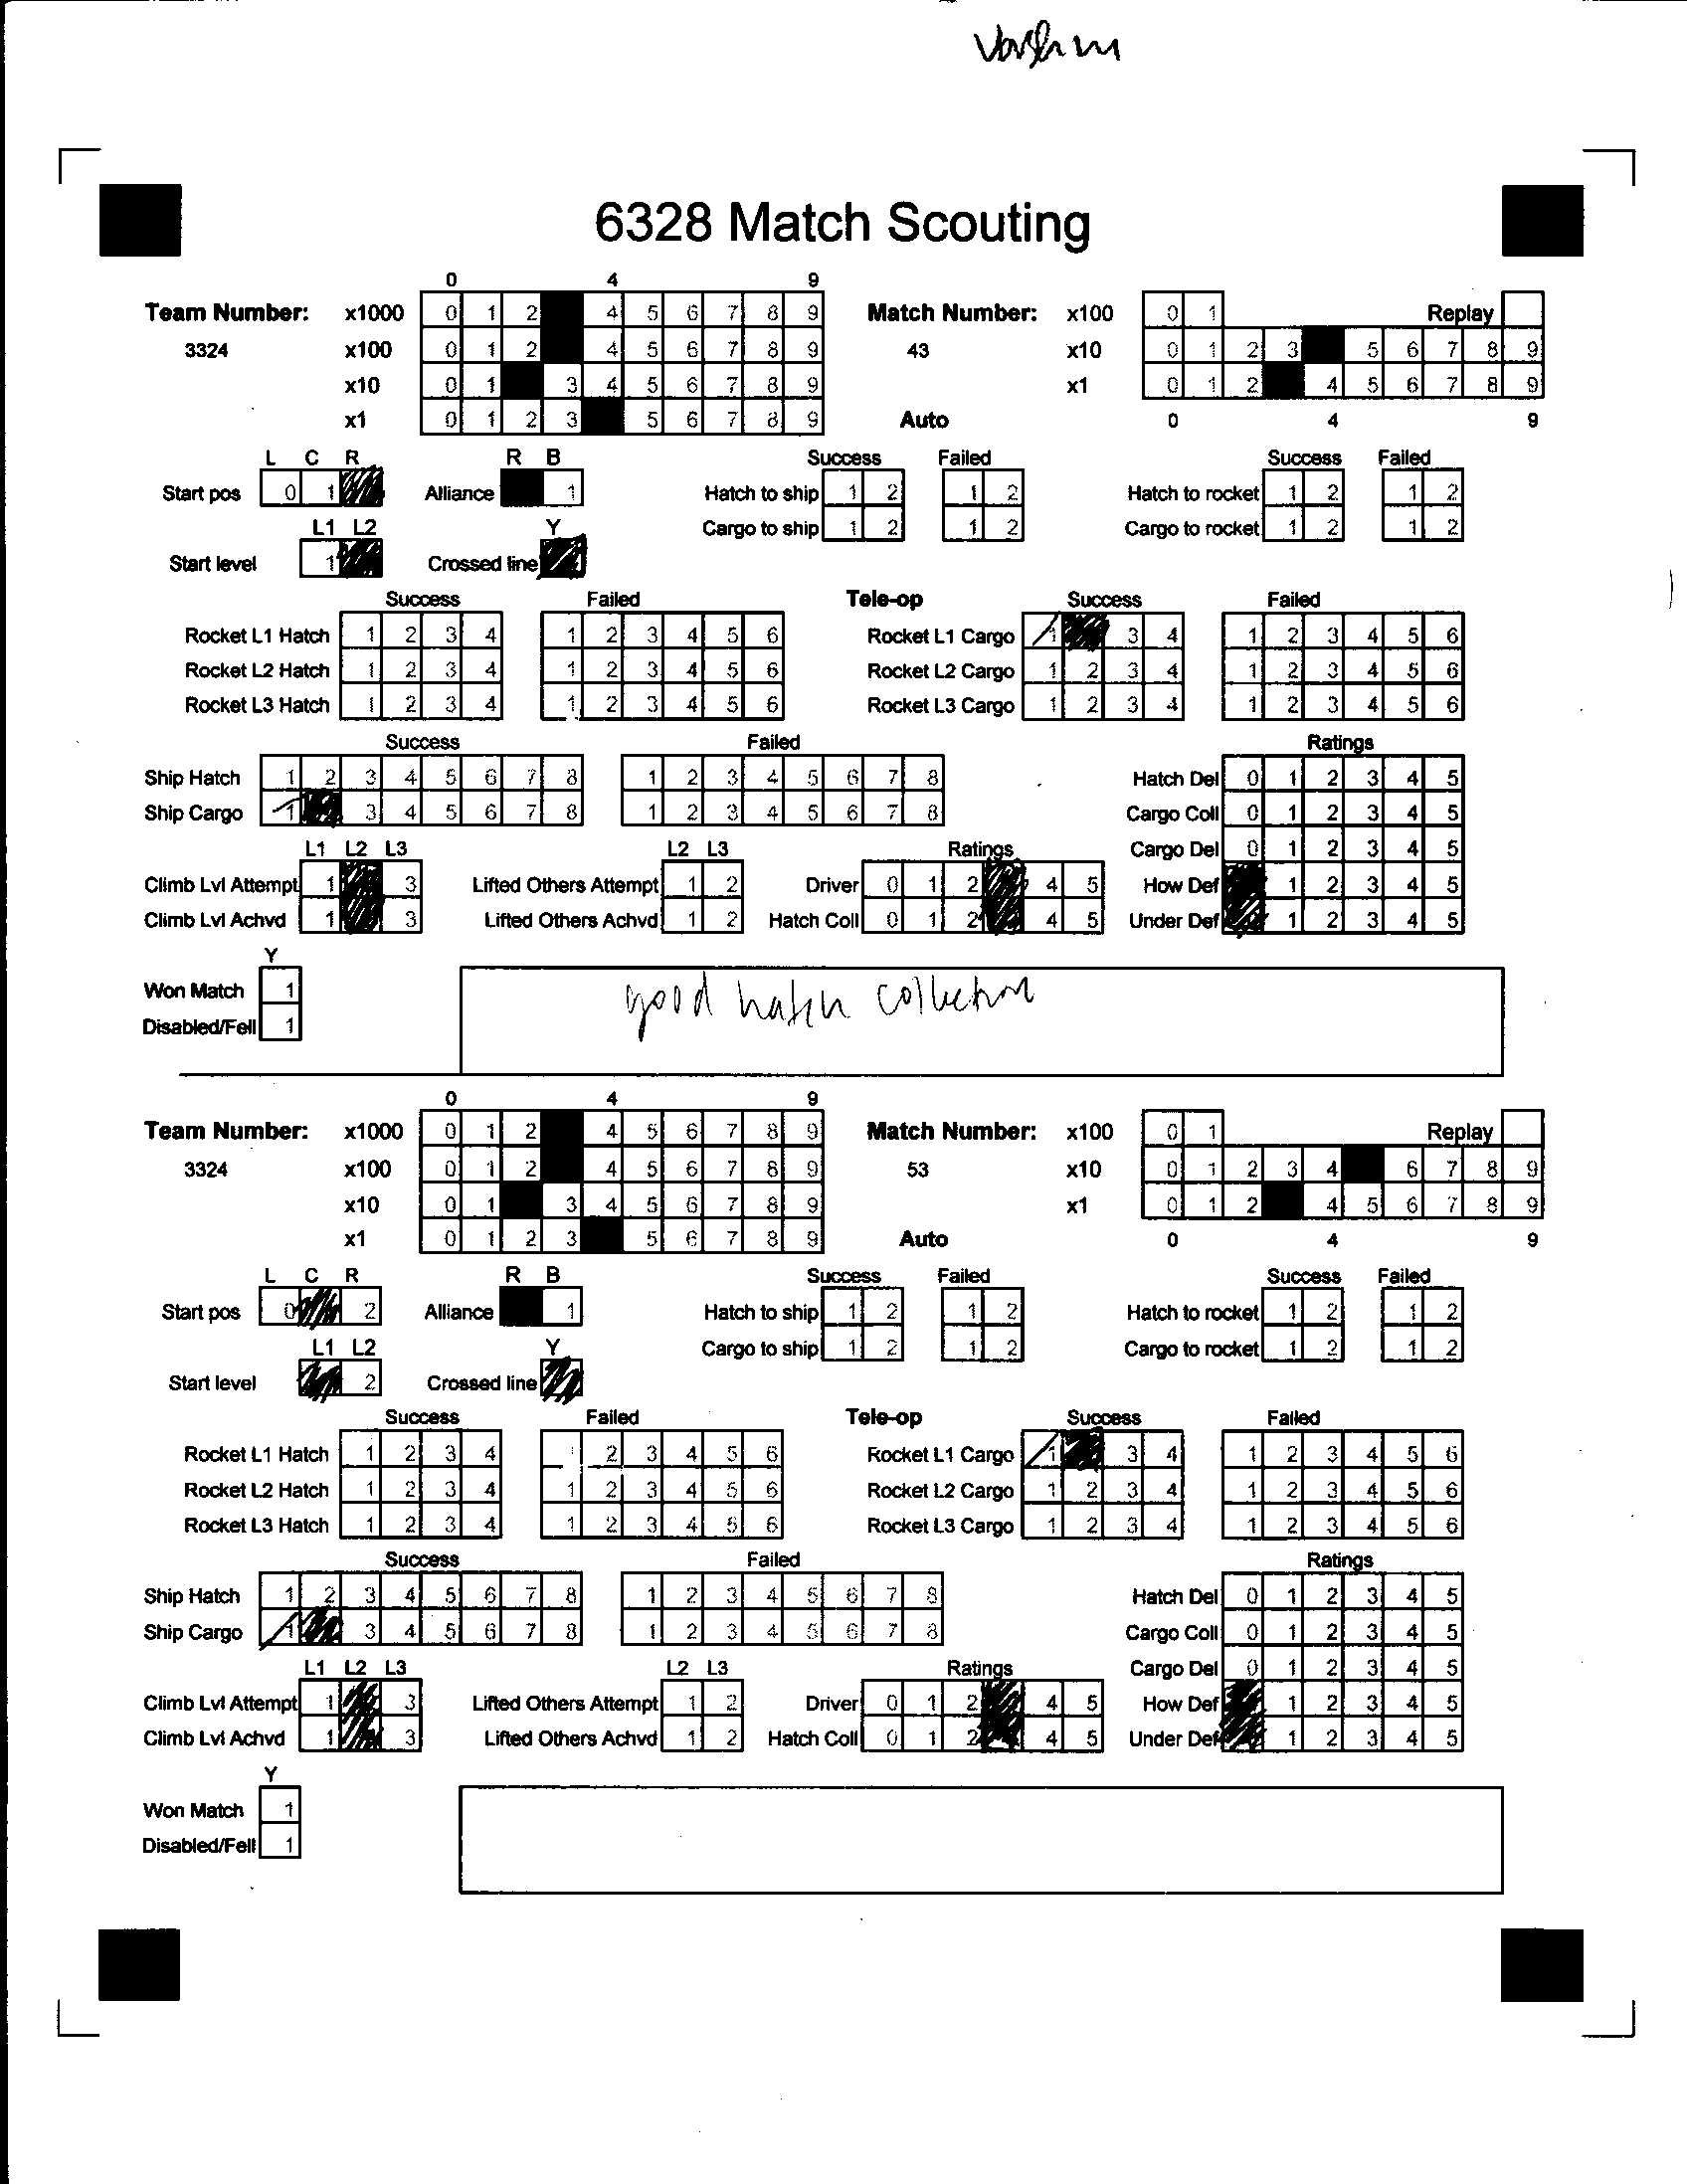 6328 Match Scouting
0 4 9
Team Number: x1000 0 1 2 4 5 6 7 8 9 Match Number: x100 0 1 Replay
3324 x100 0 1 2 4 5 6 7 8 9 43 x10 0 1 2 3 5 6 7 8 9
x10 0 1 3 4 5 6 7 8 9 x1 0 1 2 4 5 6 7 8 9
x1 0 1 2 3 5 6 7 8 9 Auto 0 4 9
L C R R B Success Failed Success Failed
Start pos 0 1 Alliance 1 Hatch to ship 1 2 1 2 Hatch to rocket 1 2 1 2
L1 L2 Y Cargo to ship 1 2 1 2 Cargo to rocket 1 2 1 2
Start level 1 Crossed line
Success Failed Tele-op Success Failed
Rocket L1 Hatch 1 2 3 4 1 2 3 4 5 6 Rocket L1 Cargo 1 3 4 1 2 3 4 5 6
Rocket L2 Hatch 1 2 3 4 1 2 3 4 5 6 Rocket L2 Cargo 1 2 3 4 1 2 3 4 5 6
Rocket L3 Hatch 1 2 3 4 1 2 3 4 5 6 Rocket L3 Cargo 1 2 3 4 1 2 3 4 5 6
Success Failed Ratings
Ship Hatch 1 2 3 4 5 6 7 8 1 2 3 4 5 6 7 8 Hatch Del 0 1 2 3 4 5
Ship Cargo 1 3 4 5 6 7 8 1 2 3 4 5 6 7 8 Cargo Coll 0 1 2 3 4 5
L1 L2 L3 L2 L3 Ratings Cargo Del 0 1 2 3 4 5
Climb Lvl Attempt 1 3 Lifted Others Attempt 1 2 Driver 0 1 2 4 5 How Def 1 2 3 4 5
Climb Lvl Achvd 1 3 Lifted Others Achvd 1 2 Hatch Coll 0 1 2 4 5 Under Def 1 2 3 4 5
Y
Won Match 1 good hatch collection
Disabled/Fell 1
0 4 9
Team Number: x1000 0 1 2 4 5 6 7 8 9 Match Number: x100 0 1 Replay
3324 x100 0 1 2 4 5 6 7 8 9 53 x10 0 1 2 3 4 6 7 8 9
x10 0 1 3 4 5 6 7 8 9 x1 0 1 2 4 5 6 7 8 9
x1 0 1 2 3 5 6 7 8 9 Auto 0 4 9
L C R R B Success Failed Success Failed
Start pos 0 2 Alliance 1 Hatch to ship 1 2 1 2 Hatch to rocket 1 2 1 2
L1 L2 Y Cargo to ship 1 2 1 2 Cargo to rocket 1 2 1 2
Start level 2 Crossed line
Success Failed Tele-op Success Failed
Rocket L1 Hatch 1 2 3 4 1 2 3 4 5 6 Rocket L1 Cargo 1 3 4 1 2 3 4 5 6
Rocket L2 Hatch 1 2 3 4 1 2 3 4 5 6 Rocket L2 Cargo 1 2 3 4 1 2 3 4 5 6
Rocket L3 Hatch 1 2 3 4 1 2 3 4 5 6 Rocket L3 Cargo 1 2 3 4 1 2 3 4 5 6
Success Failed Ratings
Ship Hatch 1 2 3 4 5 6 7 8 1 2 3 4 5 6 7 8 Hatch Del 0 1 2 3 4 5
Ship Cargo 1 3 4 5 6 7 8 1 2 3 4 5 6 7 8 Cargo Coll 0 1 2 3 4 5
L1 L2 L3 L2 L3 Ratings Cargo Del 0 1 2 3 4 5
Climb Lvl Attempt 1 3 Lifted Others Attempt 1 2 Driver 0 1 2 4 5 How Def 1 2 3 4 5
Climb Lvl Achvd 1 3 Lifted Others Achvd 1 2 Hatch Coll 0 1 2 4 5 Under Def 1 2 3 4 5
Y
Won Match 1
Disabled/Fell 1